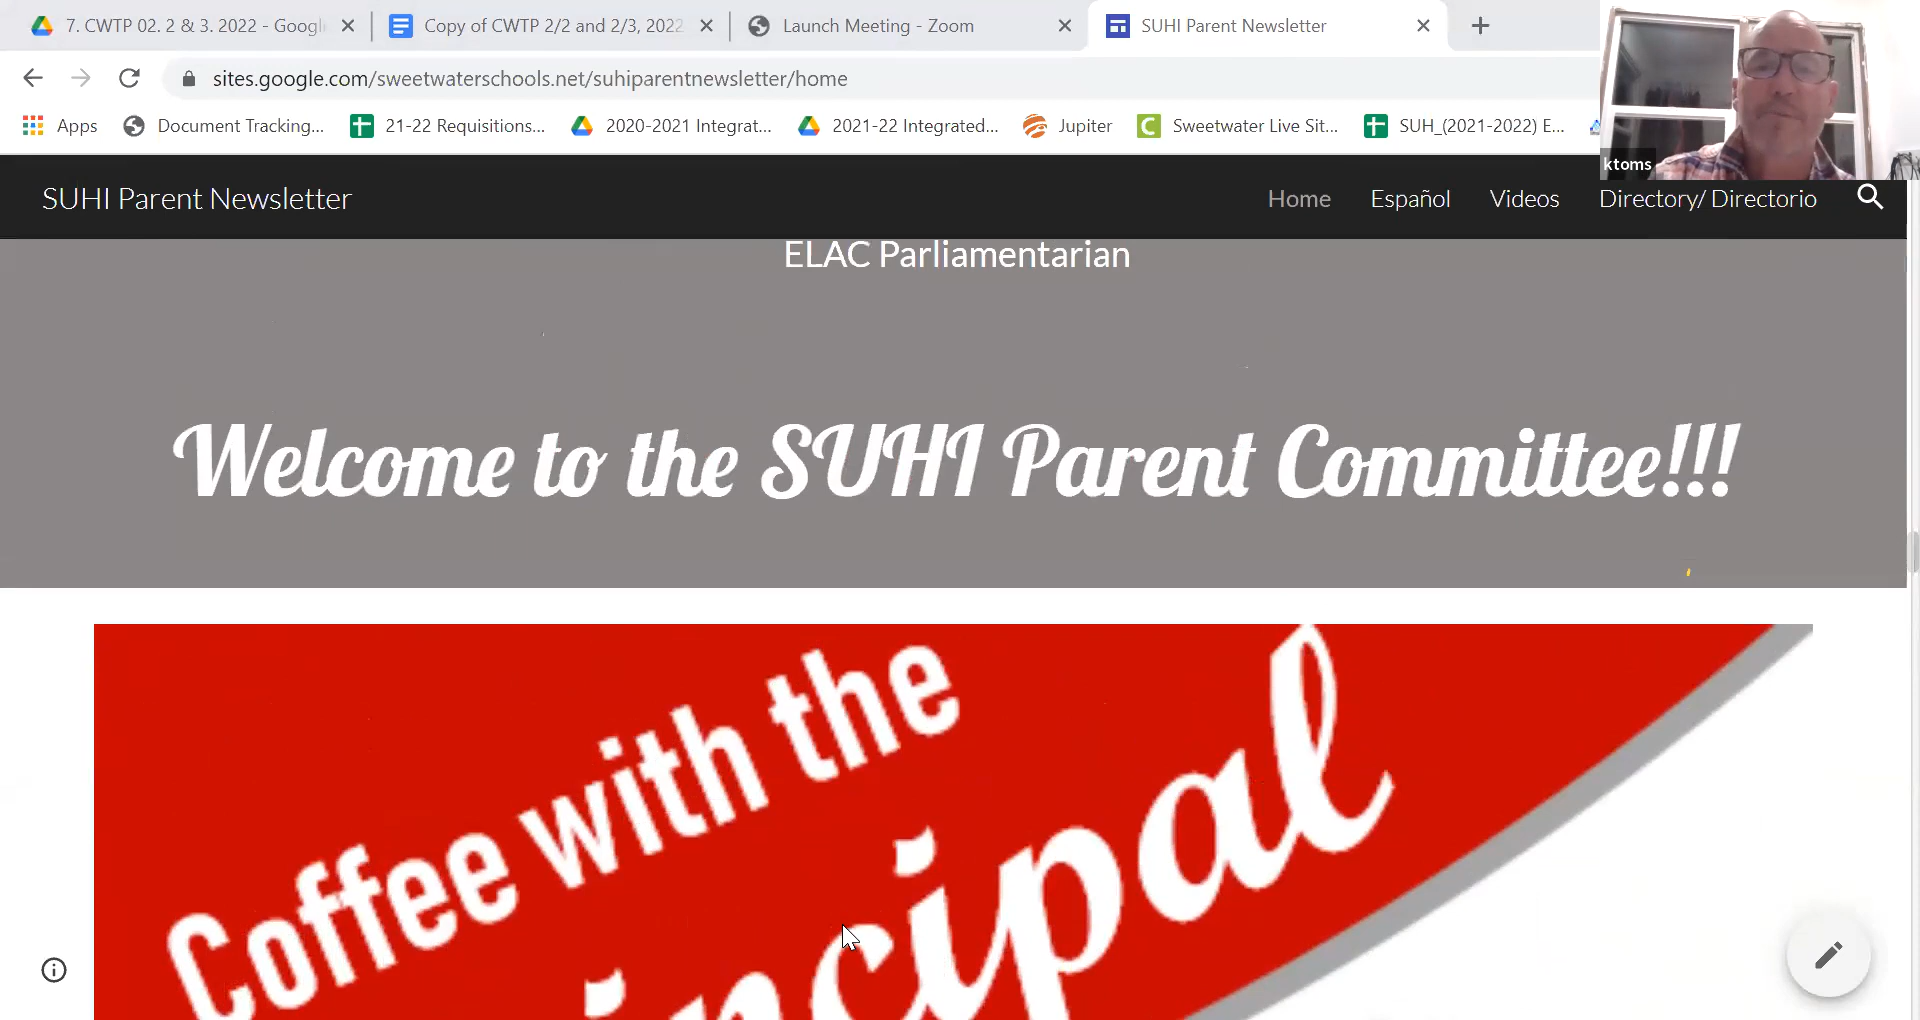 7. CWTP 02. 2 & 3. 2022 - Googl
Copy of CWTP 2/2 and 2/3, 2022
Launch Meeting - Zoom
SUHI Parent Newsletter
sites.google.com/sweetwaterschools.net/suhiparentnewsletter/home
Apps
Document Tracking...
21-22 Requisitions...
2020-2021 Integrat...
2021-22 Integrated...
Jupiter
Sweetwater Live Sit...
SUH_(2021-2022) E...
ktoms
SUHI Parent Newsletter
Home
Español
Videos
Directory/ Directorio
ELAC Parliamentarian
Welcome to the SUHI Parent Committee!!!
Coffee with the
incipal